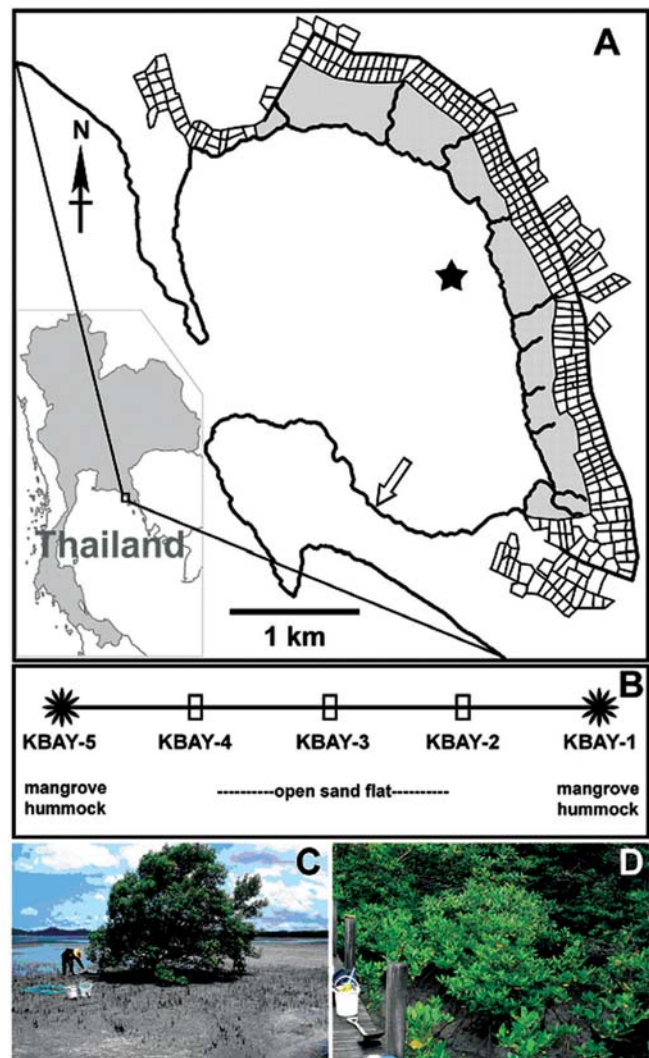 A
N
Thailand
1 km
B
KBAY-5 KBAY-4 KBAY-3 KBAY-2 KBAY-1
mangrove hummock ----------open sand flat---------- mangrove hummock
C
D